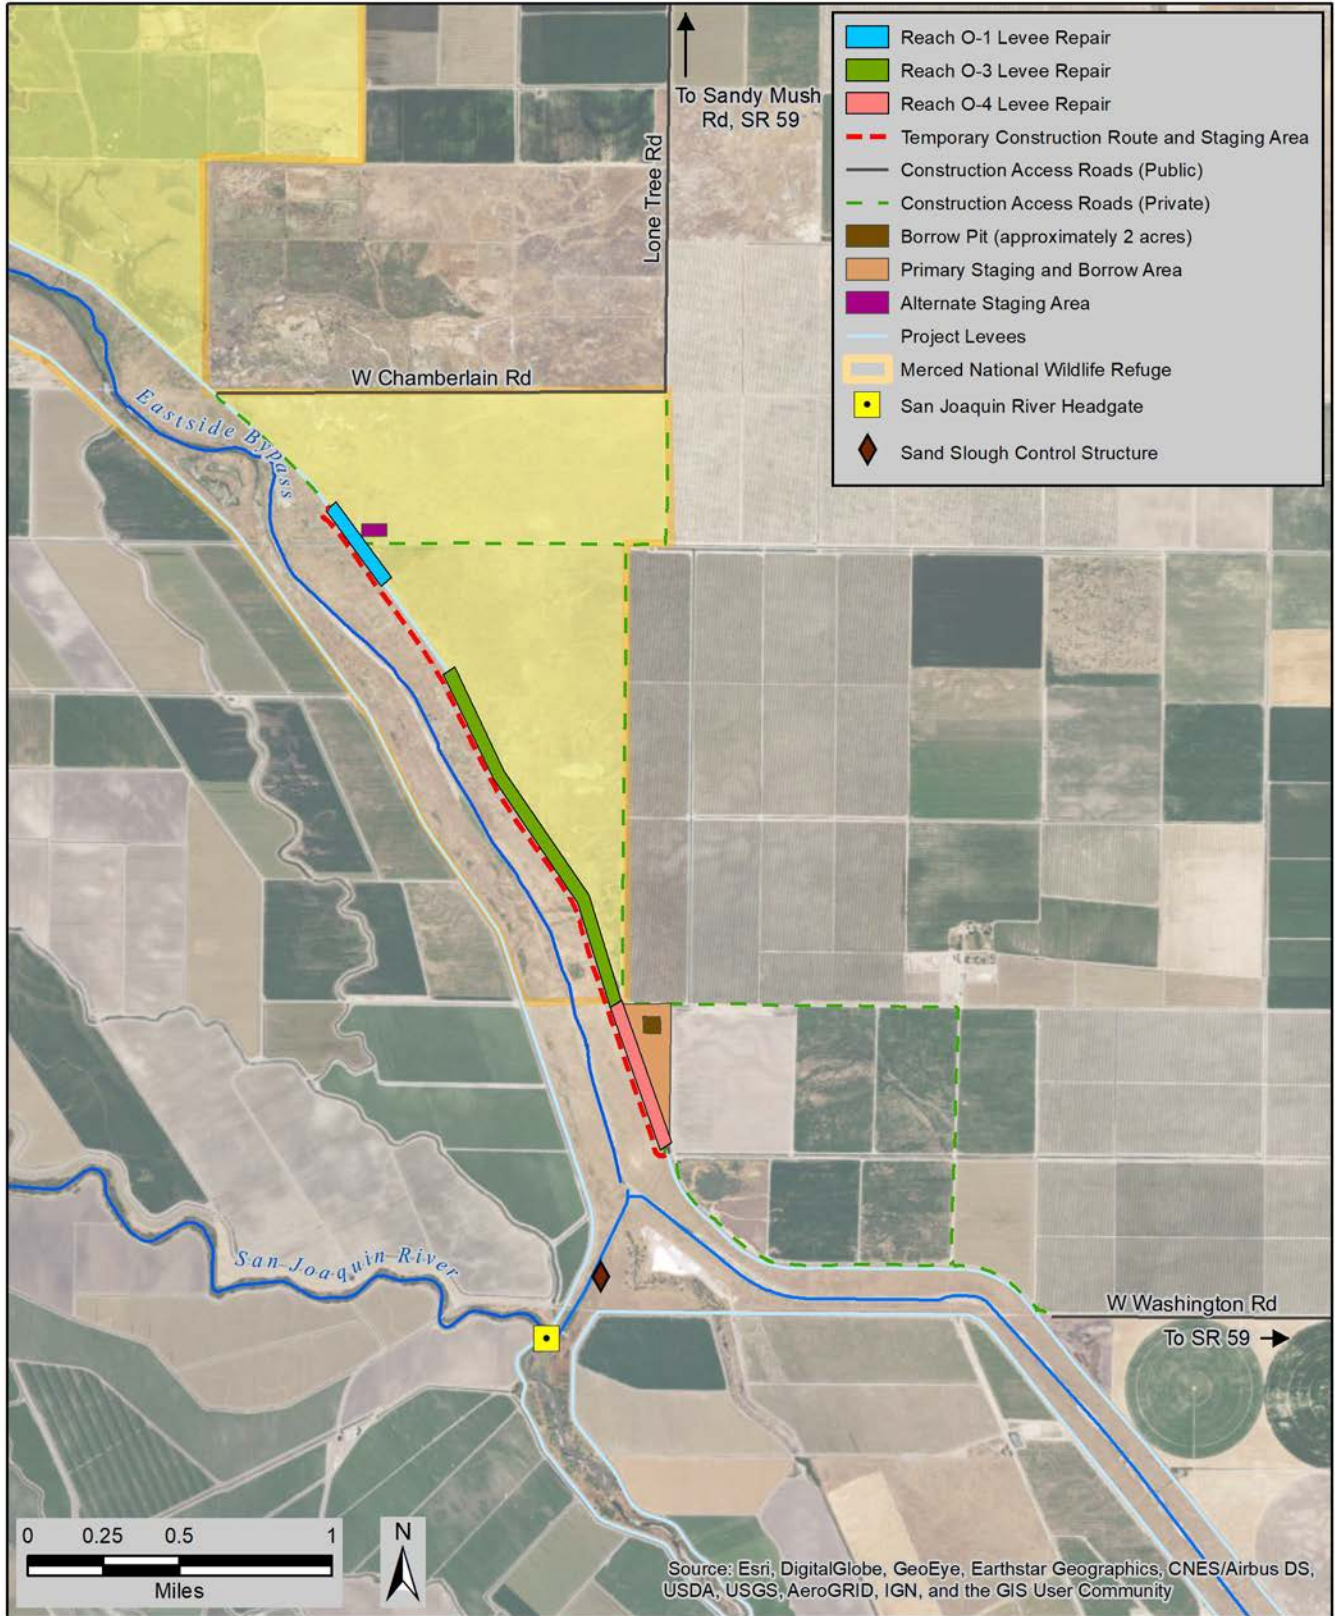 Reach O-1 Levee Repair
Reach O-3 Levee Repair
Reach O-4 Levee Repair
Temporary Construction Route and Staging Area
Construction Access Roads (Public)
Construction Access Roads (Private)
Borrow Pit (approximately 2 acres)
Primary Staging and Borrow Area
Alternate Staging Area
Project Levees
Merced National Wildlife Refuge
San Joaquin River Headgate
Sand Slough Control Structure
To Sandy Mush
Rd, SR 59
Lone Tree Rd
W Chamberlain Rd
Eastside Bypass
San Joaquin River
W Washington Rd
To SR 59
0 0.25 0.5 1
Miles
N
Source: Esri, DigitalGlobe, GeoEye, Earthstar Geographics, CNES/Airbus DS,
USDA, USGS, AeroGRID, IGN, and the GIS User Community